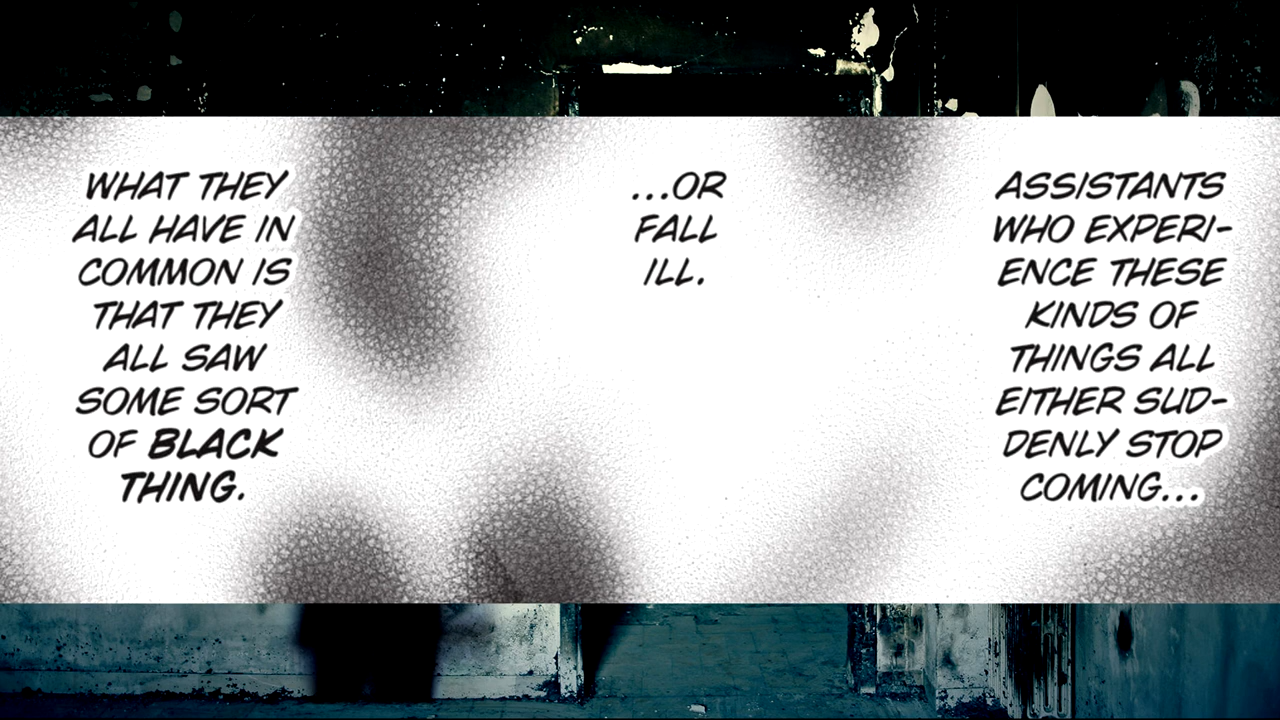 ASSISTANTS
WHO EXPERI-
ENCE THESE
KINDS OF
THINGS ALL
EITHER SUD-
DENLY STOP
COMING...
...OR
FALL
ILL.
WHAT THEY
ALL HAVE IN
COMMON IS
THAT THEY
ALL SAW
SOME SORT
OF BLACK
THING.